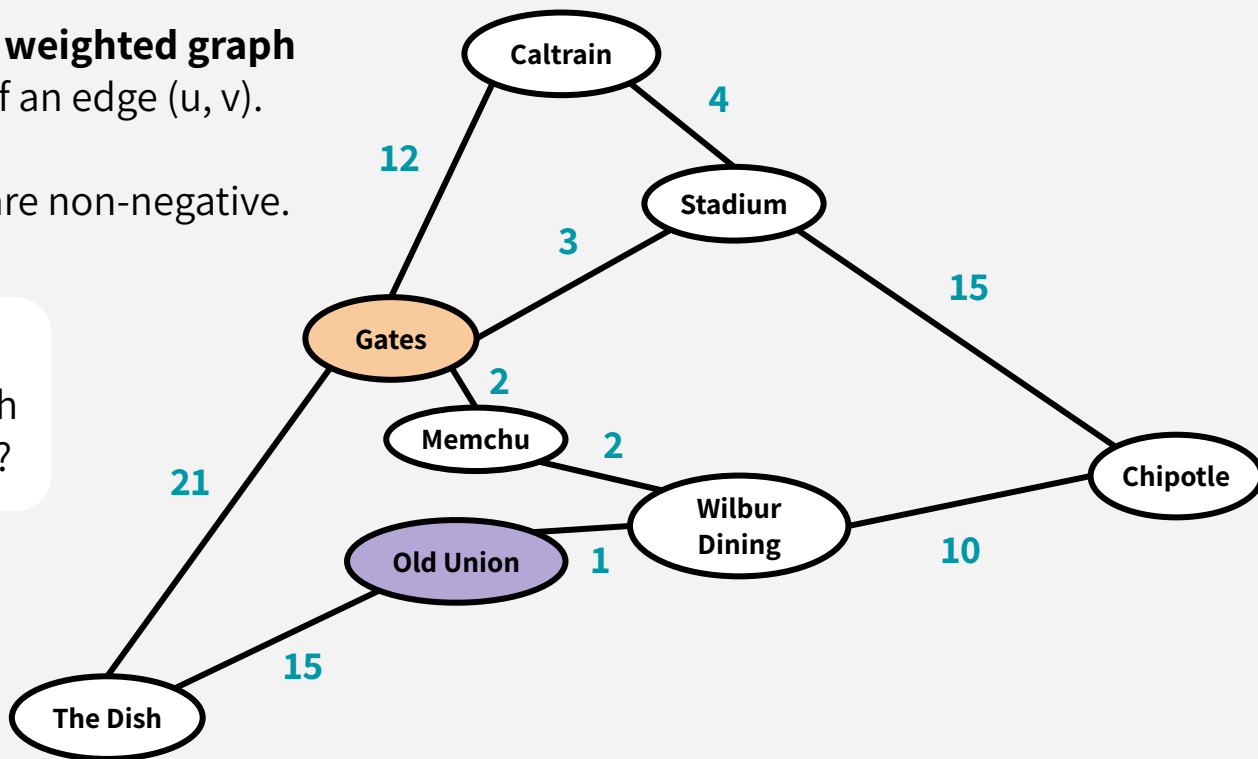 weighted graph
f an edge (u, v).
are non-negative.
h
?
Caltrain
4
12
Stadium
3
15
Gates
2
Memchu
2
21
Chipotle
Wilbur
Dining
Old Union
1
10
15
The Dish